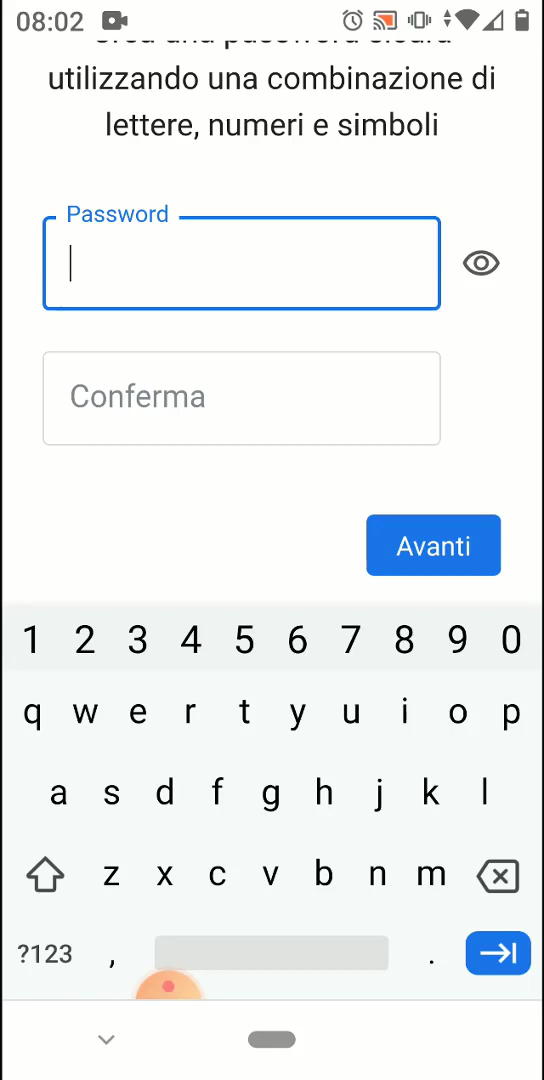 08:02
utilizzando una combinazione di
lettere, numeri e simboli
Password
Conferma
Avanti
1 2 3 4 5 6 7 8 9 0
q w e r t y u i o p
a s d f g h j k l
z x c v b n m
?123 , .